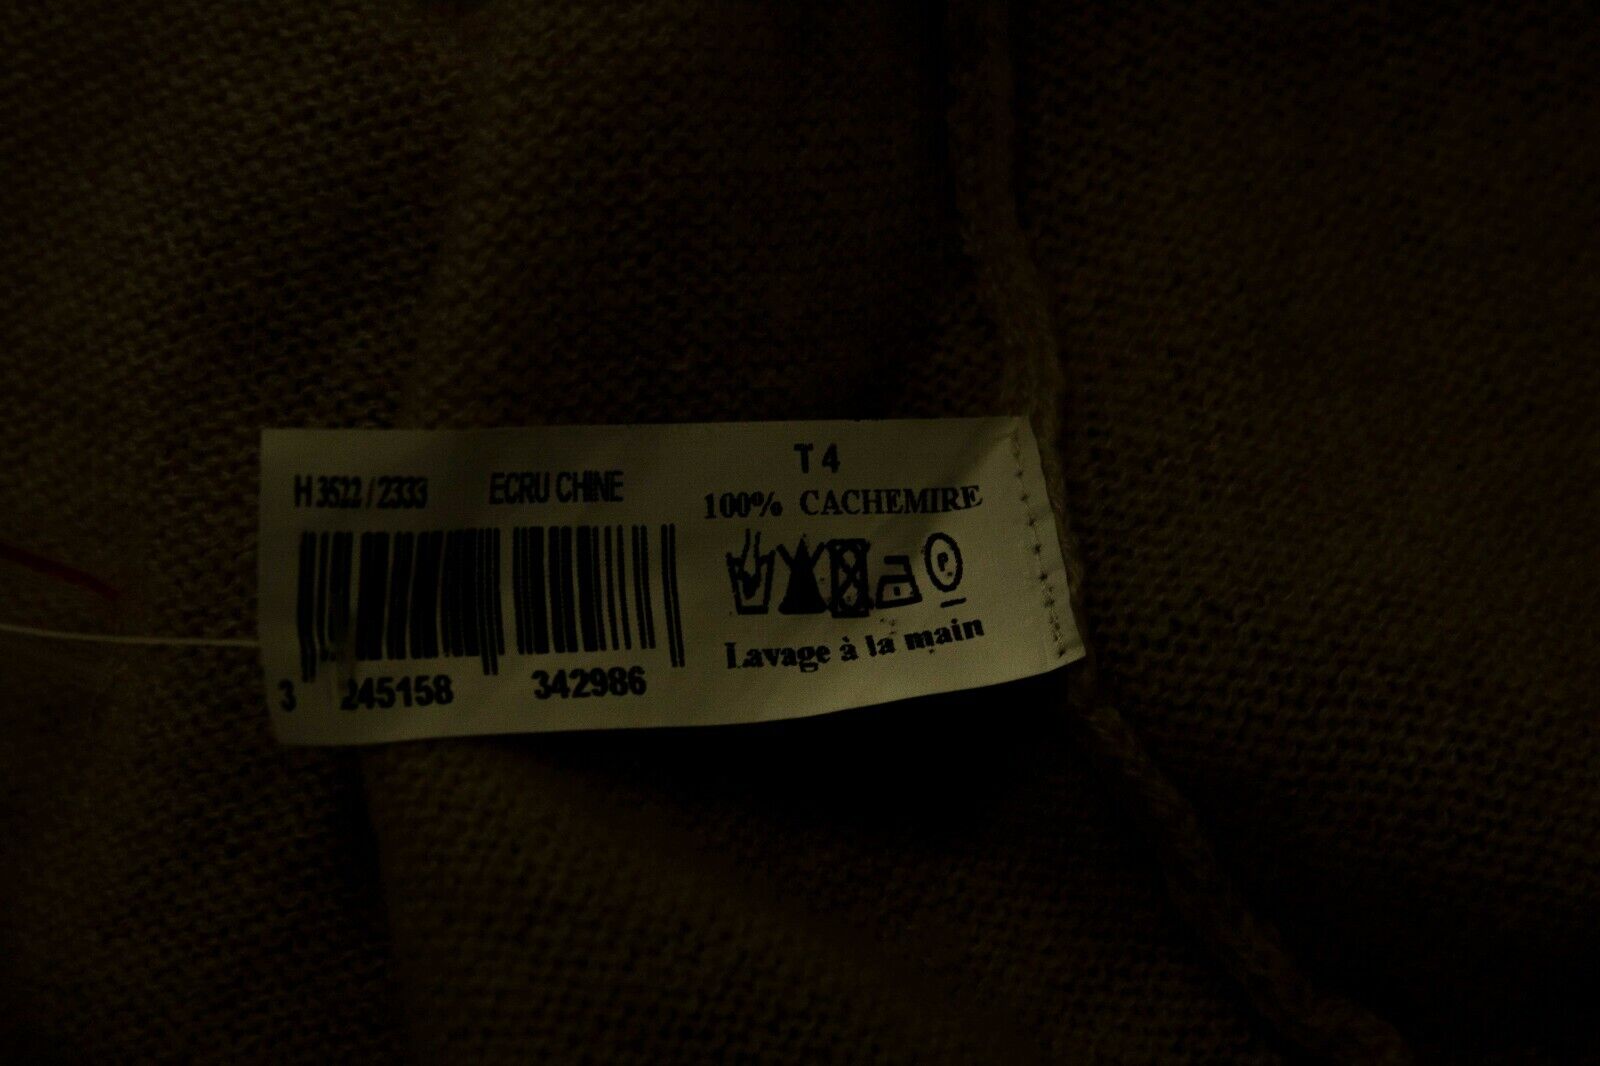 H 3522 / 2333 ECRU CHINE
3 245158 342986
T 4
100% CACHEMIRE
P
Lavage à la main